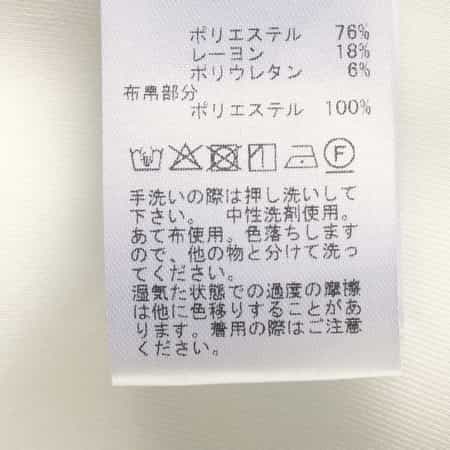 ポリエステル 76%
レーヨン 18%
ポリウレタン 6%
布帛部分
ポリエステル 100%
F
手洗いの際は押し洗いして
下さい。 中性洗剤使用。
あて布使用。色落ちします
ので、他の物と分けて洗っ
てください。
湿気た状態での過度の摩擦
は他に色移りすることがあ
ります。着用の際はご注意
ください。